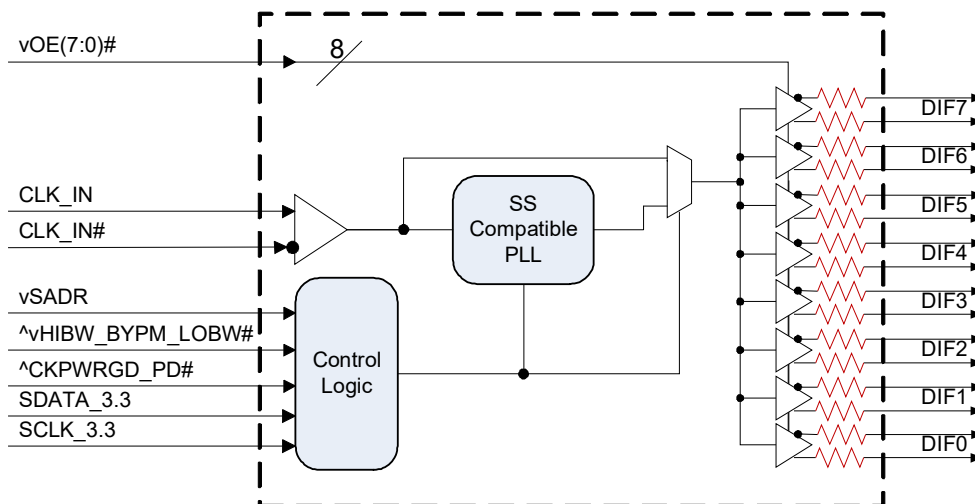 vOE(7:0)#
8
DIF7
DIF6
CLK_IN
SS
Compatible
PLL
DIF5
CLK_IN#
DIF4
vSADR
DIF3
^vHIBW_BYPM_LOBW#
Control
Logic
DIF2
^CKPWRGD_PD#
SDATA_3.3
DIF1
SCLK_3.3
DIF0